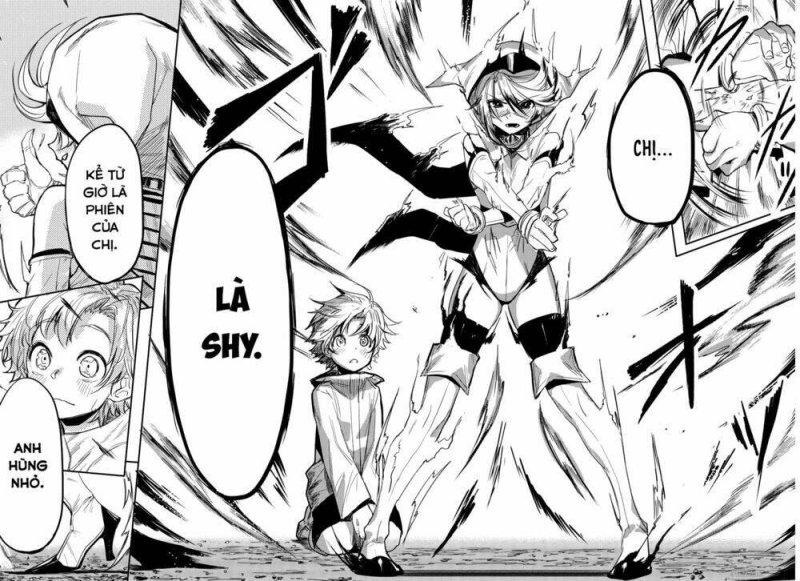 CHỊ...
LÀ
SHY.
KỂ TỪ
GIỜ LÀ
PHIÊN
CỦA
CHỊ.
ANH
HÙNG
NHỎ.